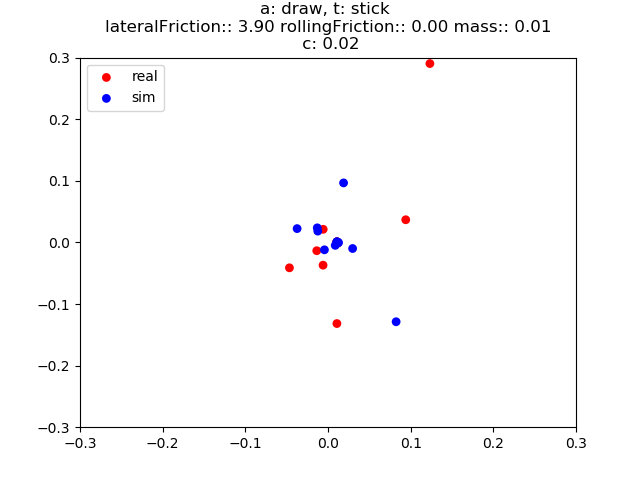 a: draw, t: stick
lateralFriction:: 3.90 rollingFriction:: 0.00 mass:: 0.01
c: 0.02
real
sim
0.3
0.2
0.1
0.0
−0.1
−0.2
−0.3
−0.3
−0.2
−0.1
0.0
0.1
0.2
0.3